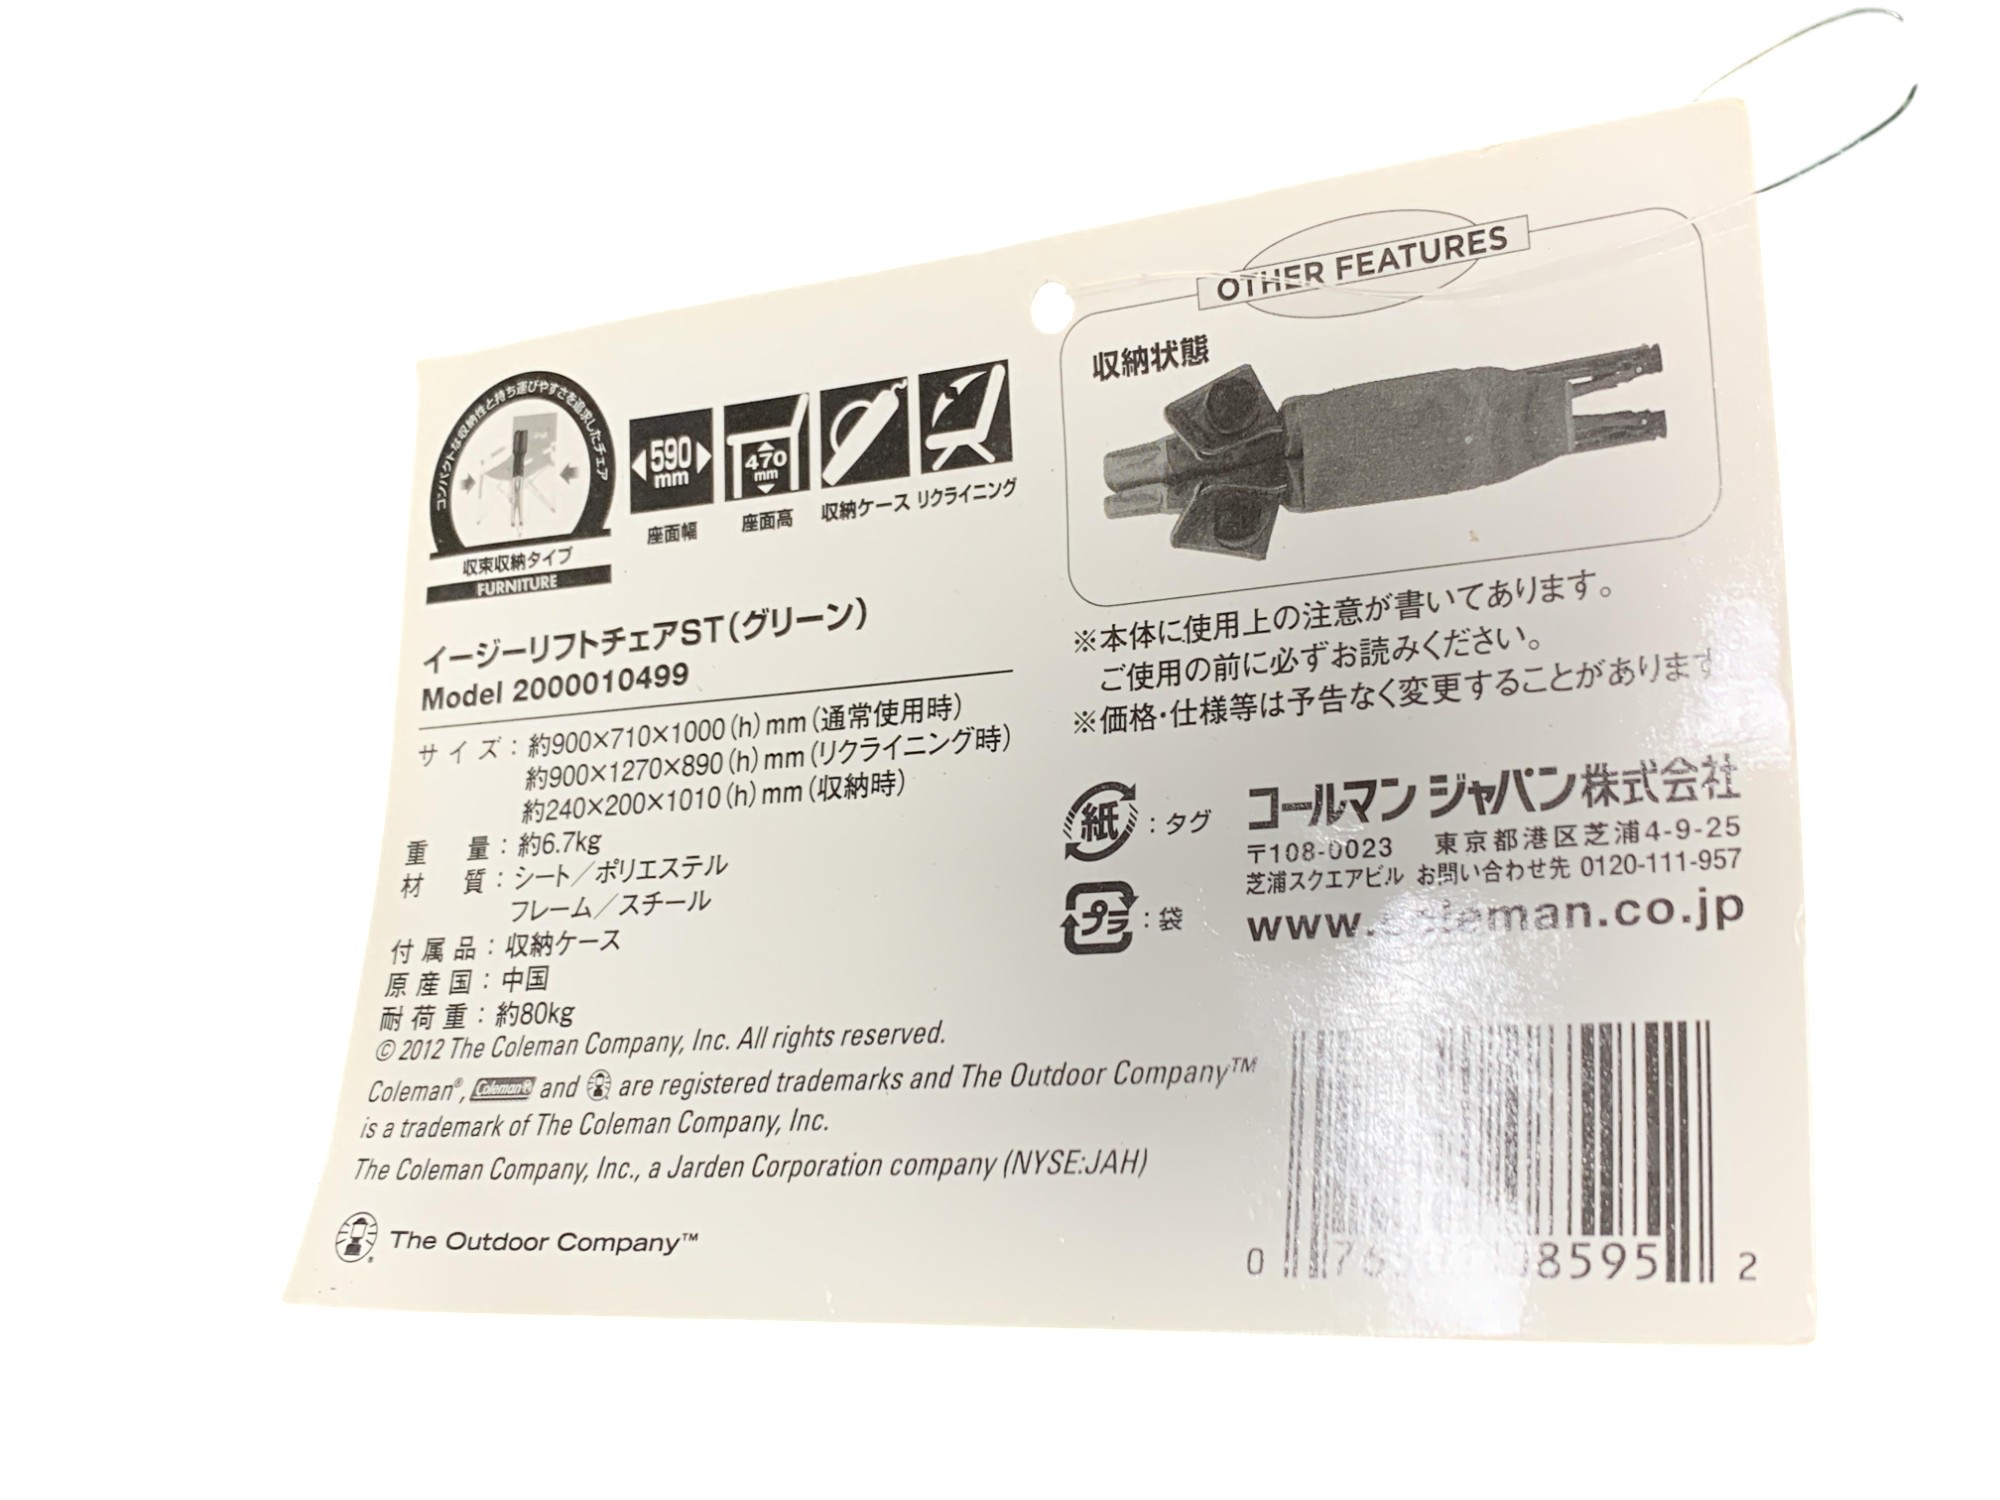 コンパクトな収納性と持ち運びやすさを追求したチェア
収束収納タイプ
FURNITURE
590
mm
座面幅
470
mm
座面高
収納ケース
リクライニング
イージーリフトチェアST(グリーン)
Model 2000010499
サイズ：約900×710×1000(h)mm(通常使用時)
約900×1270×890(h)mm(リクライニング時)
約240×200×1010(h)mm(収納時)
重量：約6.7kg
材質：シート／ポリエステル
フレーム／スチール
付属品：収納ケース
原産国：中国
耐荷重：約80kg
© 2012 The Coleman Company, Inc. All rights reserved.
Coleman®, Coleman® and are registered trademarks and The Outdoor Company™
is a trademark of The Coleman Company, Inc.
The Coleman Company, Inc., a Jarden Corporation company (NYSE:JAH)
The Outdoor Company™
OTHER FEATURES
収納状態
※本体に使用上の注意が書いてあります。
ご使用の前に必ずお読みください。
※価格・仕様等は予告なく変更することがあります
紙：タグ
プラ：袋
コールマン ジャパン株式会社
〒108-0023 東京都港区芝浦4-9-25
芝浦スクエアビル お問い合わせ先 0120-111-957
www.coleman.co.jp
0 8595 2